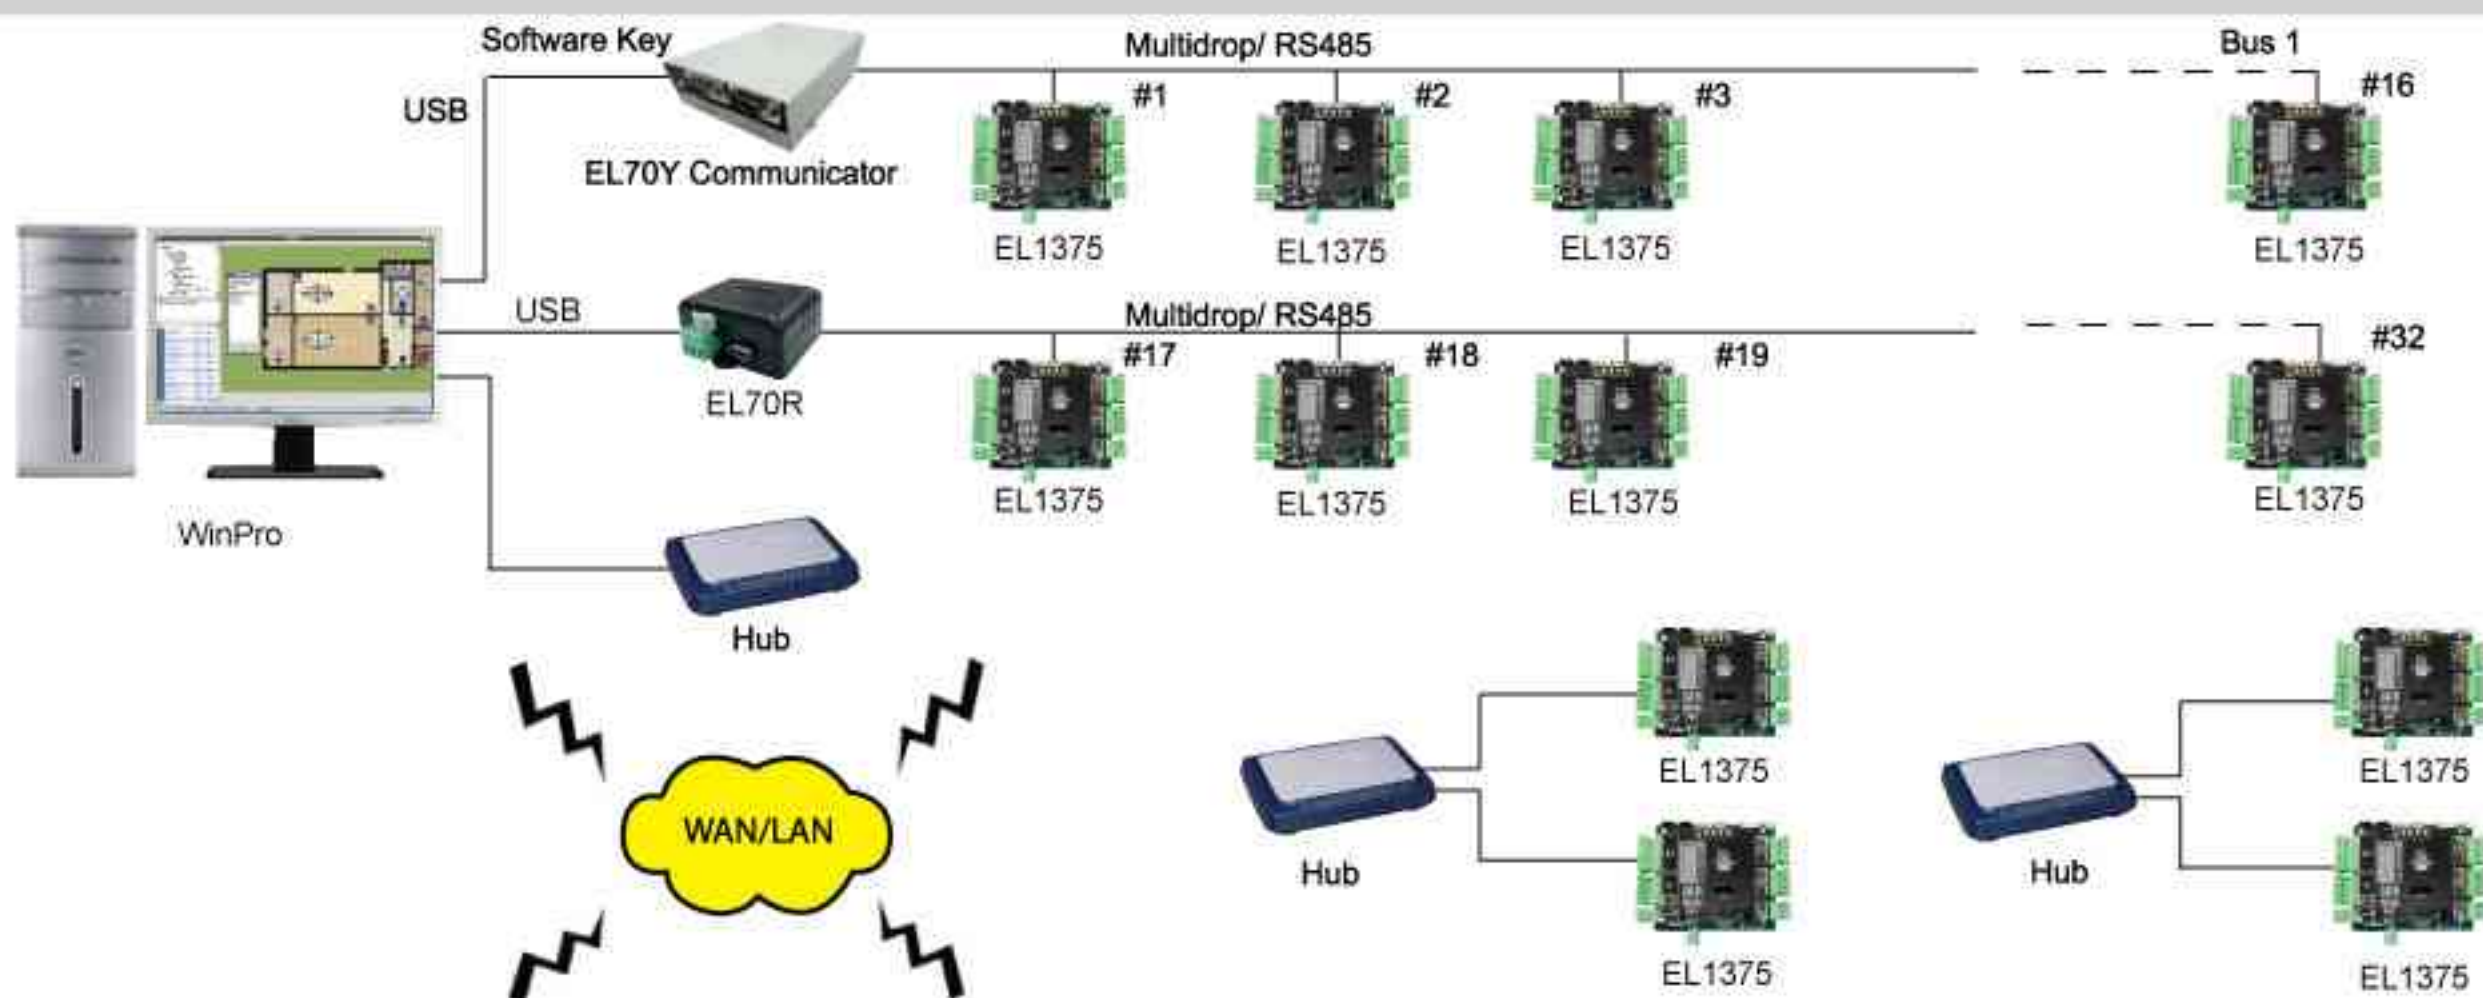 Software Key
Multidrop/ RS485
Bus 1
USB
#1
#2
#3
#16
EL70Y Communicator
EL1375
EL1375
EL1375
EL1375
USB
Multidrop/ RS485
#17
#18
#19
#32
EL70R
EL1375
EL1375
EL1375
EL1375
WinPro
Hub
WAN/LAN
EL1375
EL1375
Hub
Hub
EL1375
EL1375